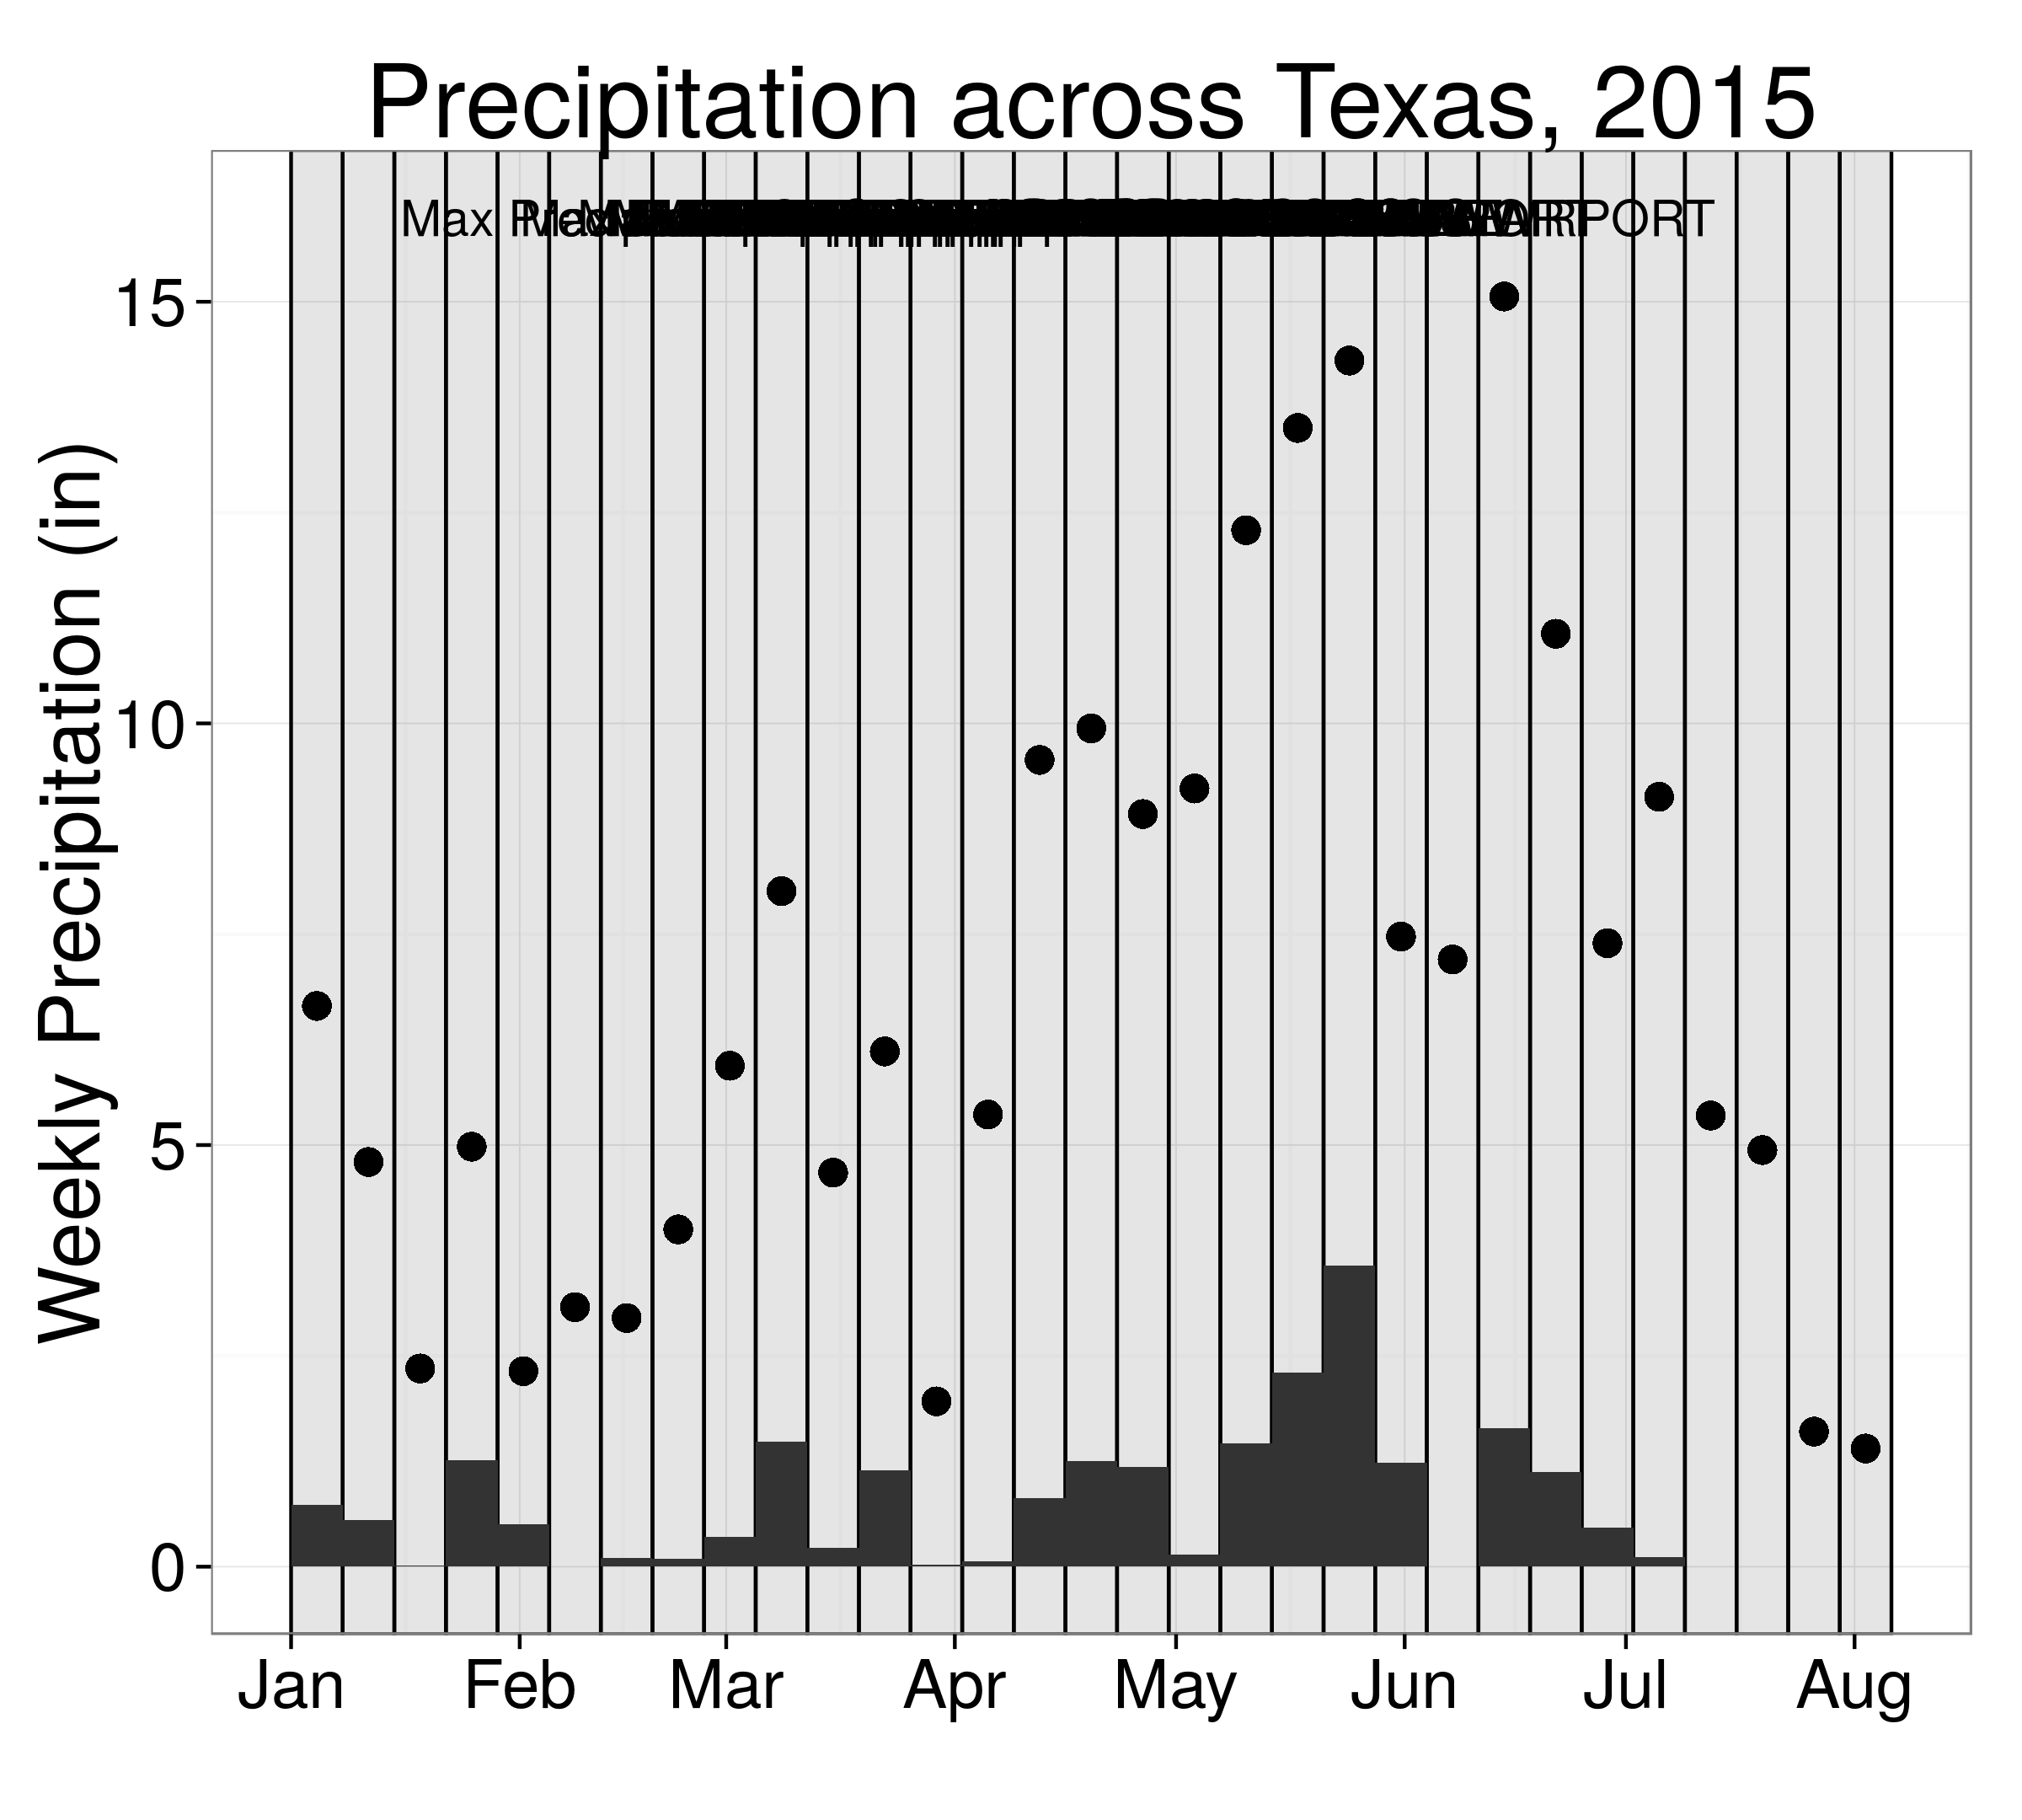 Precipitation across Texas, 2015
Max
15
10
5
0
Weekly Precipitation (in)
Jan Feb Mar Apr May Jun Jul Aug